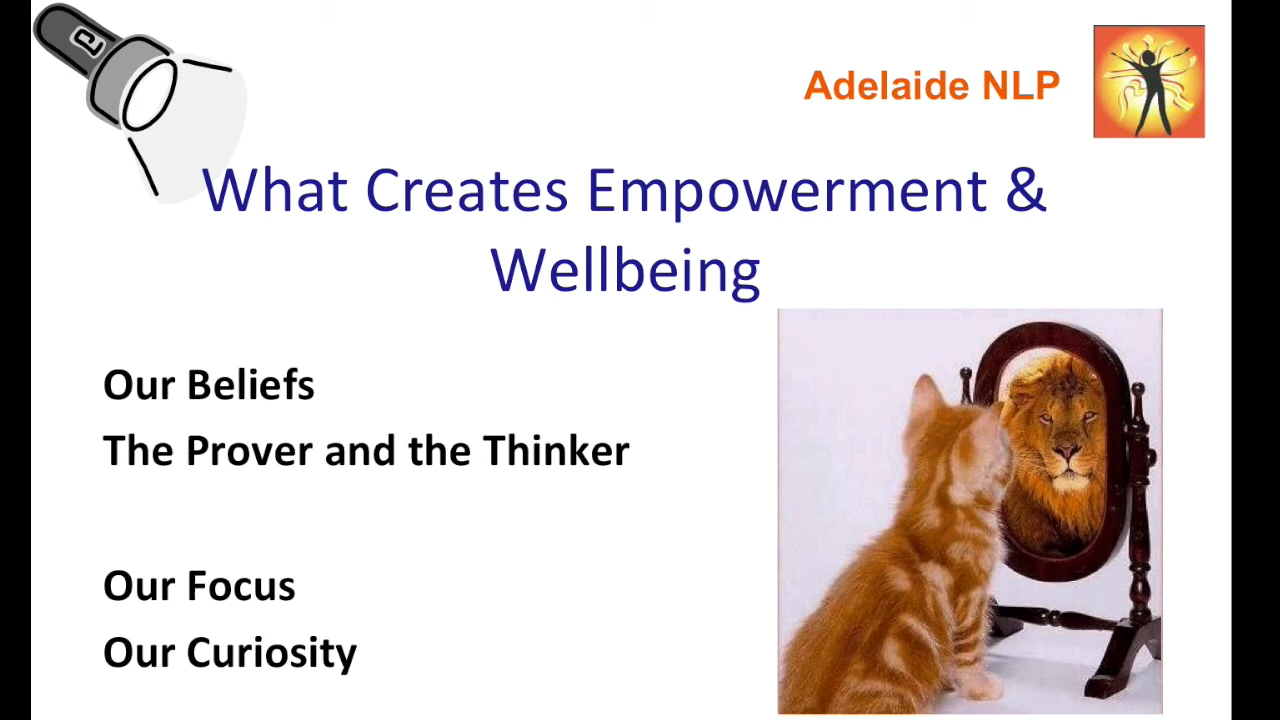 Adelaide NLP
What Creates Empowerment &
Wellbeing
Our Beliefs
The Prover and the Thinker
Our Focus
Our Curiosity